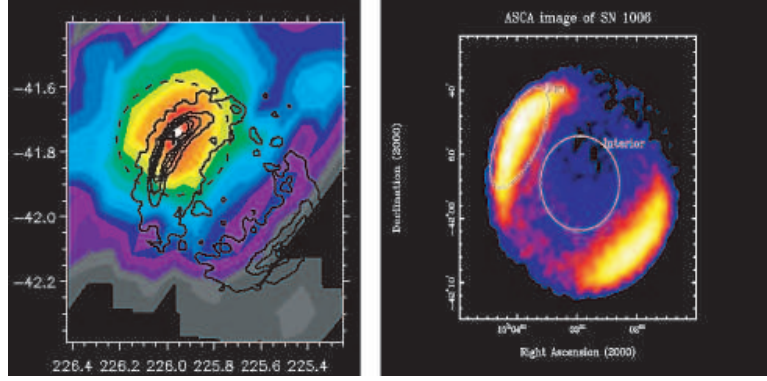 -41.6
-41.8
-42.0
-42.2
226.4 226.2 226.0 225.8 225.6 225.4
ASCA image of SN 1006
Interior
Declination (2000)
Right Ascension (2000)